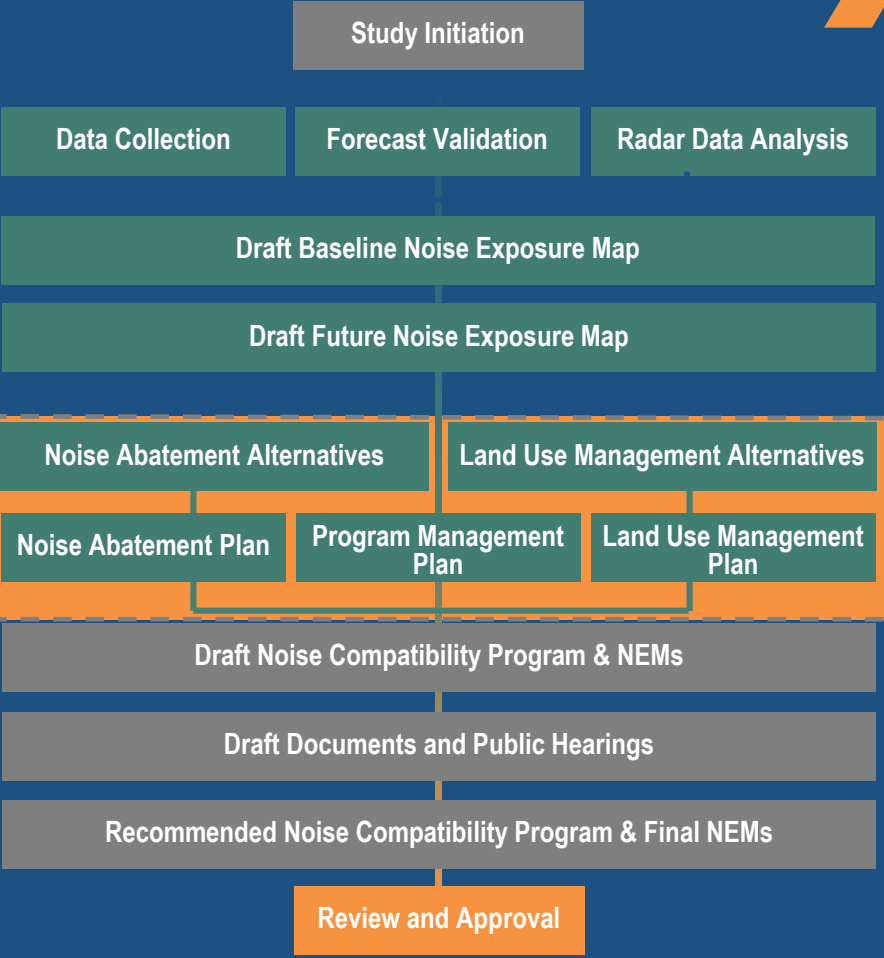 Study Initiation
Data Collection
Forecast Validation
Radar Data Analysis
Draft Baseline Noise Exposure Map
Draft Future Noise Exposure Map
Noise Abatement Alternatives
Land Use Management Alternatives
Noise Abatement Plan
Program Management
Plan
Land Use Management
Plan
Draft Noise Compatibility Program & NEMs
Draft Documents and Public Hearings
Recommended Noise Compatibility Program & Final NEMs
Review and Approval